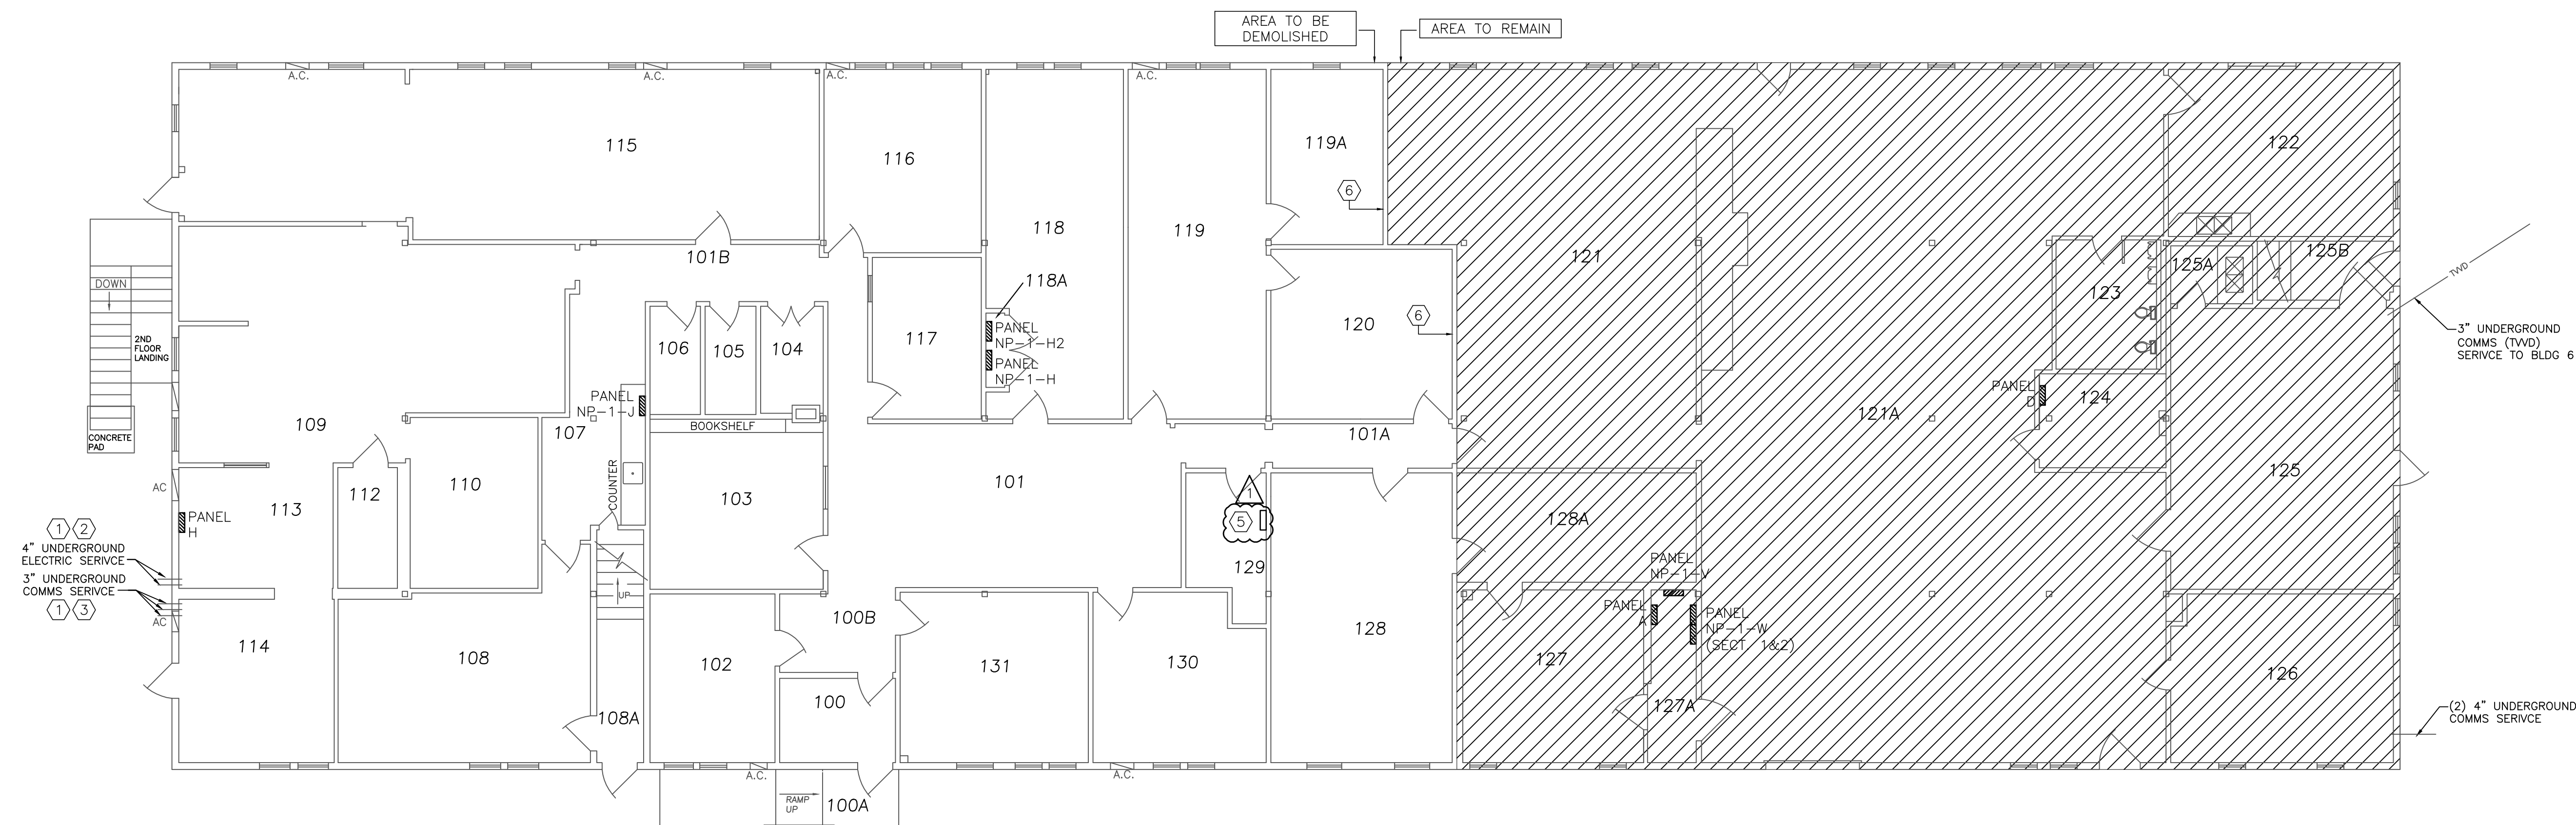 AREA TO BE
DEMOLISHED
AREA TO REMAIN
A.C.
A.C.
A.C.
A.C.
115
116
118
119
119A
6
121
122
101B
118A
125A
125B
123
DOWN
2ND
FLOOR
LANDING
106
105
104
117
PANEL
NP-1-H2
PANEL
NP-1-H
120
6
TVVD
3" UNDERGROUND
COMMS (TVVD)
SERIVCE TO BLDG 6
PANEL
NP-1-J
PANEL
D
124
121A
109
107
BOOKSHELF
101A
CONCRETE
PAD
COUNTER
125
AC
113
112
110
103
101
1
5
128A
PANEL
H
1 2
4" UNDERGROUND
ELECTRIC SERIVCE
3" UNDERGROUND
COMMS SERIVCE
1 3
AC
129
PANEL
NP-1-V
UP
PANEL
A
PANEL
NP-1-W
(SECT. 1&2)
100B
128
114
108
102
131
130
127
126
100
108A
127A
(2) 4" UNDERGROUND
COMMS SERIVCE
A.C.
A.C.
RAMP
UP
100A